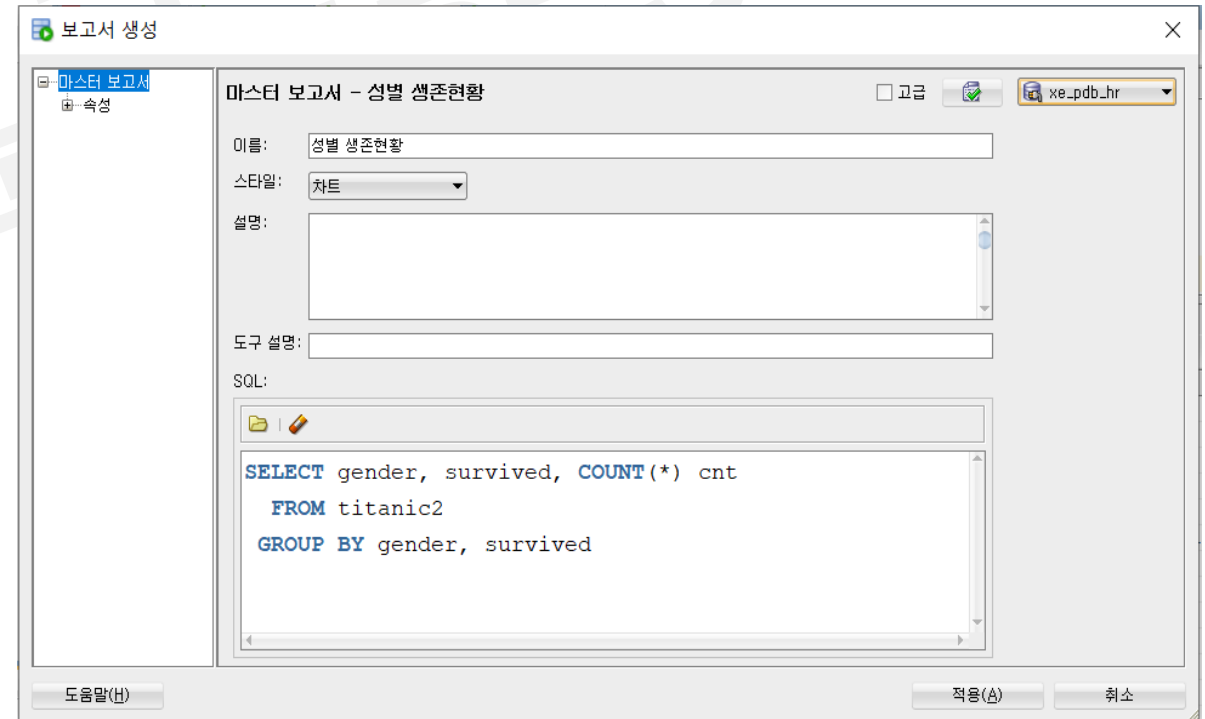 보고서 생성
마스터 보고서
속성
마스터 보고서 - 성별 생존현황
고급
xe_pdb_hr
이름:
성별 생존현황
스타일:
차트
설명:
도구 설명:
SQL:
SELECT gender, survived, COUNT(*) cnt
FROM titanic2
GROUP BY gender, survived
도움말(H)
적용(A)
취소